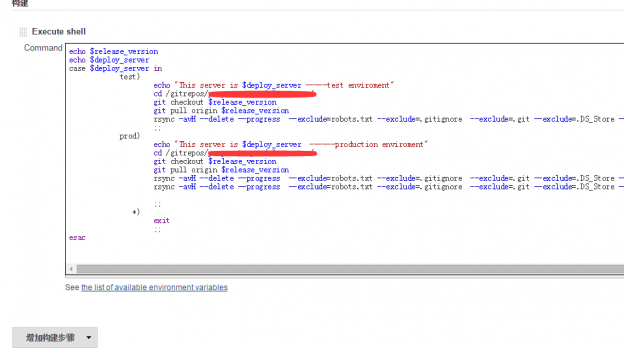 构建
Execute shell
Command
echo $release_version
echo $deploy_server
case $deploy_server in
test)
echo "This server is $deploy_server -----test enviroment"
cd /gitrepos/
git checkout $release_version
git pull origin $release_version
rsync -avH --delete --progress --exclude=robots.txt --exclude=.gitignore --exclude=.git --exclude=.DS_Store -
;;
prod)
echo "This server is $deploy_server -----production enviroment"
cd /gitrepos/
git checkout $release_version
git pull origin $release_version
rsync -avH --delete --progress --exclude=robots.txt --exclude=.gitignore --exclude=.git --exclude=.DS_Store --
rsync -avH --delete --progress --exclude=robots.txt --exclude=.gitignore --exclude=.git --exclude=.DS_Store --
;;
*)
exit
;;
esac
See the list of available environment variables
增加构建步骤